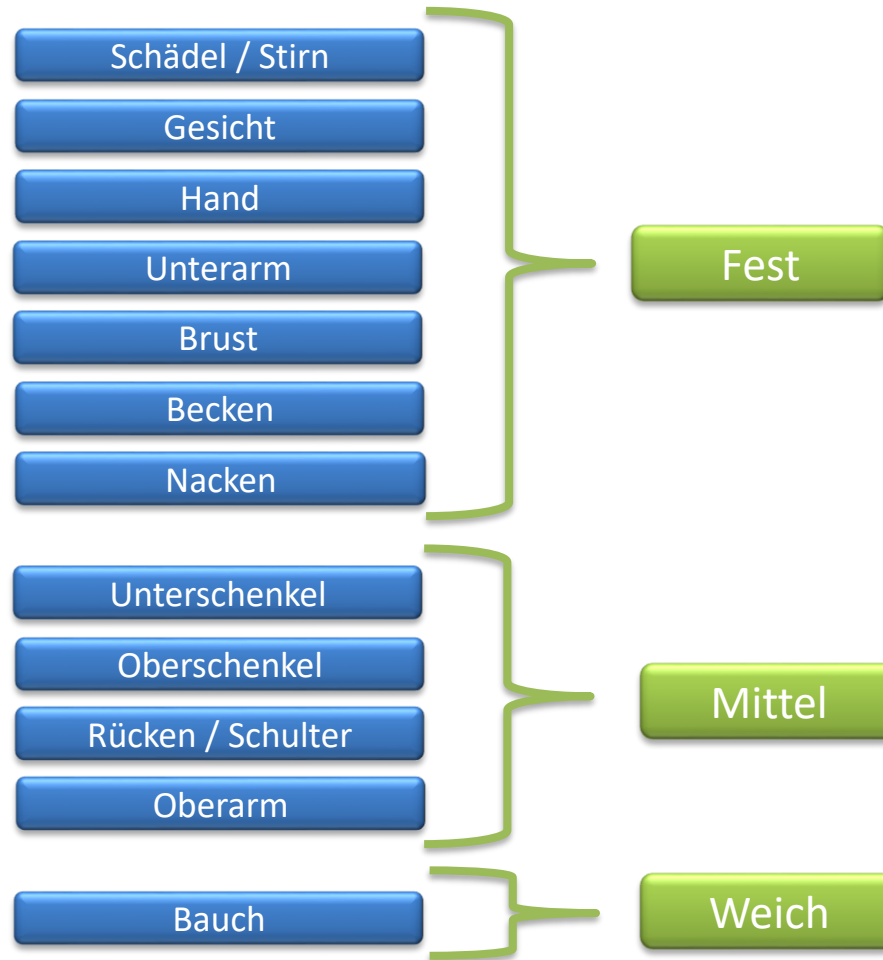 Schädel / Stirn
Gesicht
Hand
Unterarm
Brust
Becken
Nacken
Fest
Unterschenkel
Oberschenkel
Rücken / Schulter
Oberarm
Mittel
Bauch
Weich